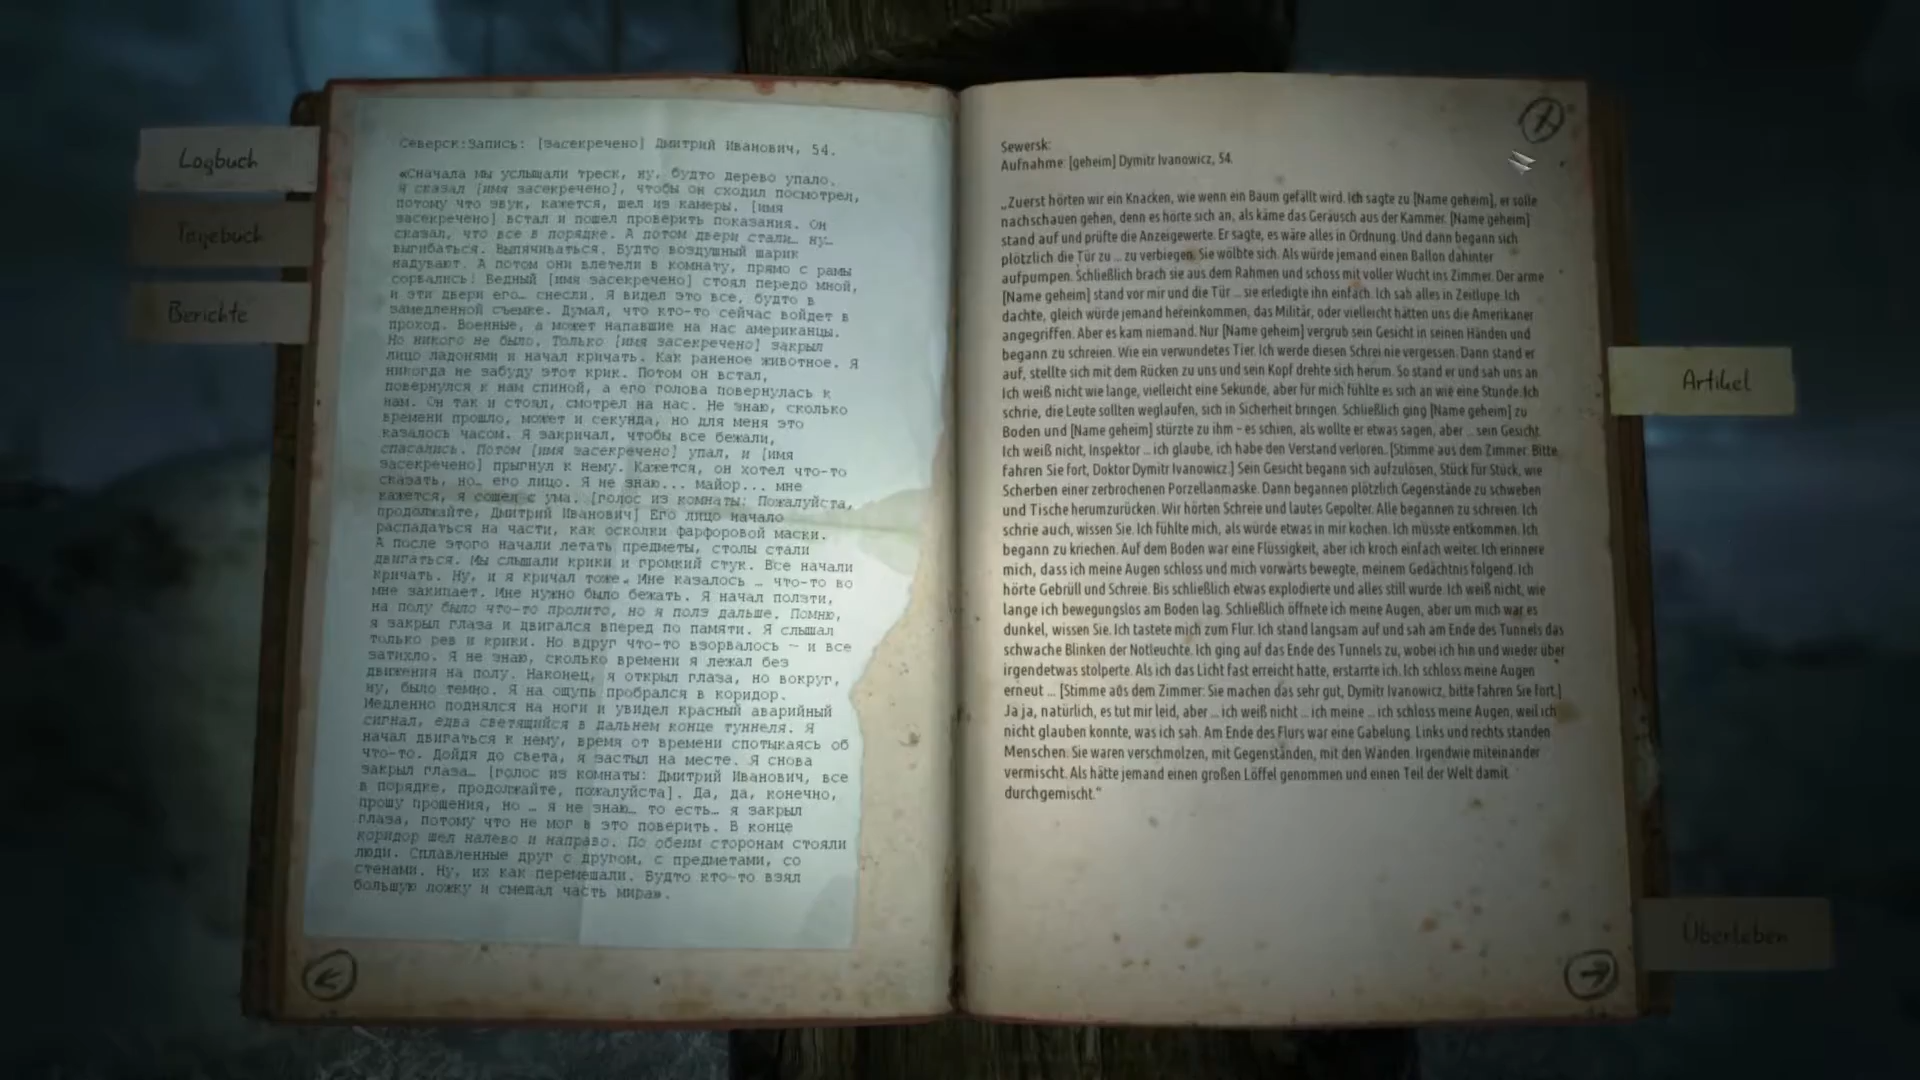 Logbuch
Tagebuch
Berichte
Северск:Запись: [засекречено] Дмитрий Иванович, 54.
«Сначала мы услышали треск, ну, будто дерево упало.
Я сказал [имя засекречено], чтобы он сходил посмотрел,
потому что звук, кажется, шел из камеры. [имя
засекречено] встал и пошел проверить показания. Он
сказал, что все в порядке. А потом двери стали… ну…
выгибаться. Выпячиваться. Будто воздушный шарик
надувают. А потом они влетели в комнату, прямо с рамы
сорвались! Бедный [имя засекречено] стоял передо мной,
и эти двери его… снесли. Я видел это все, будто в
замедленной съемке. Думал, что кто-то сейчас войдет в
проход. Военные, а может напавшие на нас американцы.
Но никого не было. Только [имя засекречено] закрыл
лицо ладонями и начал кричать. Как раненое животное. Я
никогда не забуду этот крик. Потом он встал,
повернулся к нам спиной, а его голова повернулась к
нам. Он так и стоял, смотрел на нас. Не знаю, сколько
времени прошло, может и секунда, но для меня это
казалось часом. Я закричал, чтобы все бежали,
спасались. Потом [имя засекречено] упал, и [имя
засекречено] прыгнул к нему. Кажется, он хотел что-то
сказать, но… его лицо. Я не знаю... майор... мне
кажется, я сошел с ума. [голос из комнаты: Пожалуйста,
продолжайте, Дмитрий Иванович] Его лицо начало
распадаться на части, как осколки фарфоровой маски.
А после этого начали летать предметы, столы стали
двигаться. Мы слышали крики и громкий стук. Все начали
кричать. Ну, и я кричал тоже. Мне казалось … что-то во
мне закипает. Мне нужно было бежать. Я начал ползти,
на полу было что-то пролито, но я полз дальше. Помню,
я закрыл глаза и двигался вперед по памяти. Я слышал
только рев и крики. Но вдруг что-то взорвалось – и все
затихло. Я не знаю, сколько времени я лежал без
движения на полу. Наконец, я открыл глаза, но вокруг,
ну, было темно. Я на ощупь пробрался в коридор.
Медленно поднялся на ноги и увидел красный аварийный
сигнал, едва светящийся в дальнем конце туннеля. Я
начал двигаться к нему, время от времени спотыкаясь об
что-то. Дойдя до света, я застыл на месте. Я снова
закрыл глаза… [голос из комнаты: Дмитрий Иванович, все
в порядке, продолжайте, пожалуйста]. Да, да, конечно,
прошу прощения, но … я не знаю… то есть… я закрыл
глаза, потому что не мог в это поверить. В конце
коридор шел налево и направо. По обеим сторонам стояли
люди. Сплавленные друг с другом, с предметами, со
стенами. Ну, их как перемешали. Будто кто-то взял
большую ложку и смешал часть мира».
Sewersk:
Aufnahme: [geheim] Dymitr Ivanowicz, 54.
„Zuerst hörten wir ein Knacken, wie wenn ein Baum gefällt wird. Ich sagte zu [Name geheim], er solle
nachschauen gehen, denn es hörte sich an, als käme das Geräusch aus der Kammer. [Name geheim]
stand auf und prüfte die Anzeigewerte. Er sagte, es wäre alles in Ordnung. Und dann begann sich
plötzlich die Tür zu … zu verbiegen. Sie wölbte sich. Als würde jemand einen Ballon dahinter
aufpumpen. Schließlich brach sie aus dem Rahmen und schoss mit voller Wucht ins Zimmer. Der arme
[Name geheim] stand vor mir und die Tür … sie erledigte ihn einfach. Ich sah alles in Zeitlupe. Ich
dachte, gleich würde jemand hereinkommen, das Militär, oder vielleicht hätten uns die Amerikaner
angegriffen. Aber es kam niemand. Nur [Name geheim] vergrub sein Gesicht in seinen Händen und
begann zu schreien. Wie ein verwundetes Tier. Ich werde diesen Schrei nie vergessen. Dann stand er
auf, stellte sich mit dem Rücken zu uns und sein Kopf drehte sich herum. So stand er und sah uns an.
Ich weiß nicht wie lange, vielleicht eine Sekunde, aber für mich fühlte es sich an wie eine Stunde. Ich
schrie, die Leute sollten weglaufen, sich in Sicherheit bringen. Schließlich ging [Name geheim] zu
Boden und [Name geheim] stürzte zu ihm – es schien, als wollte er etwas sagen, aber … sein Gesicht.
Ich weiß nicht, Inspektor … ich glaube, ich habe den Verstand verloren. [Stimme aus dem Zimmer: Bitte
fahren Sie fort, Doktor Dymitr Ivanowicz.] Sein Gesicht begann sich aufzulösen, Stück für Stück, wie
Scherben einer zerbrochenen Porzellanmaske. Dann begannen plötzlich Gegenstände zu schweben
und Tische herumzurücken. Wir hörten Schreie und lautes Gepolter. Alle begannen zu schreien. Ich
schrie auch, wissen Sie. Ich fühlte mich, als würde etwas in mir kochen. Ich müsste entkommen. Ich
begann zu kriechen. Auf dem Boden war eine Flüssigkeit, aber ich kroch einfach weiter. Ich erinnere
mich, dass ich meine Augen schloss und mich vorwärts bewegte, meinem Gedächtnis folgend. Ich
hörte Gebrüll und Schreie. Bis schließlich etwas explodierte und alles still wurde. Ich weiß nicht, wie
lange ich bewegungslos am Boden lag. Schließlich öffnete ich meine Augen, aber um mich war es
dunkel, wissen Sie. Ich tastete mich zum Flur. Ich stand langsam auf und sah am Ende des Tunnels das
schwache Blinken der Notleuchte. Ich ging auf das Ende des Tunnels zu, wobei ich hin und wieder über
irgendetwas stolperte. Als ich das Licht fast erreicht hatte, erstarrte ich. Ich schloss meine Augen
erneut … [Stimme aus dem Zimmer: Sie machen das sehr gut, Dymitr Ivanowicz, bitte fahren Sie fort.]
Ja ja, natürlich, es tut mir leid, aber … ich weiß nicht … ich meine … ich schloss meine Augen, weil ich
nicht glauben konnte, was ich sah. Am Ende des Flurs war eine Gabelung. Links und rechts standen
Menschen. Sie waren verschmolzen, mit Gegenständen, mit den Wänden. Irgendwie miteinander
vermischt. Als hätte jemand einen großen Löffel genommen und einen Teil der Welt damit
durchgemischt.“
Artikel
Überleben